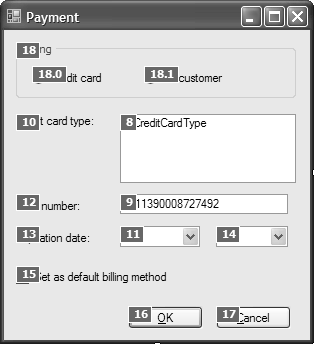 Payment
18 ng
18.0 dit card 18.1 customer
10 t card type: 8 CreditCardType
12 number: 9 11390008727492
13 ation date: 11 14
15 et as default billing method
16 OK 17 Cancel